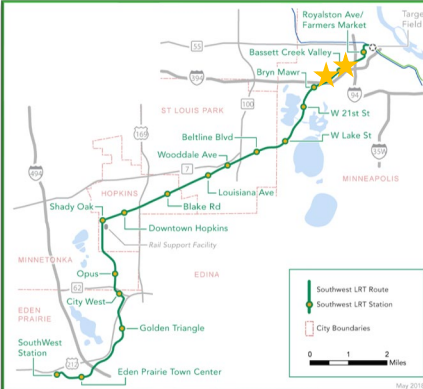 Royalston Ave/
Farmers Market
Target
Field
55
Bassett Creek Valley
394
Bryn Mawr
94
100
ST LOUIS PARK
W 21st St
169
Beltline Blvd
W Lake St
Wooddale Ave
35W
7
494
MINNEAPOLIS
Louisiana Ave
HOPKINS
Blake Rd
Shady Oak
Downtown Hopkins
Rail Support Facility
MINNETONKA
EDINA
Opus
62
City West
EDEN
PRAIRIE
Golden Triangle
SouthWest
Station
212
Eden Prairie Town Center
Southwest LRT Route
Southwest LRT Station
City Boundaries
0 1 2
Miles